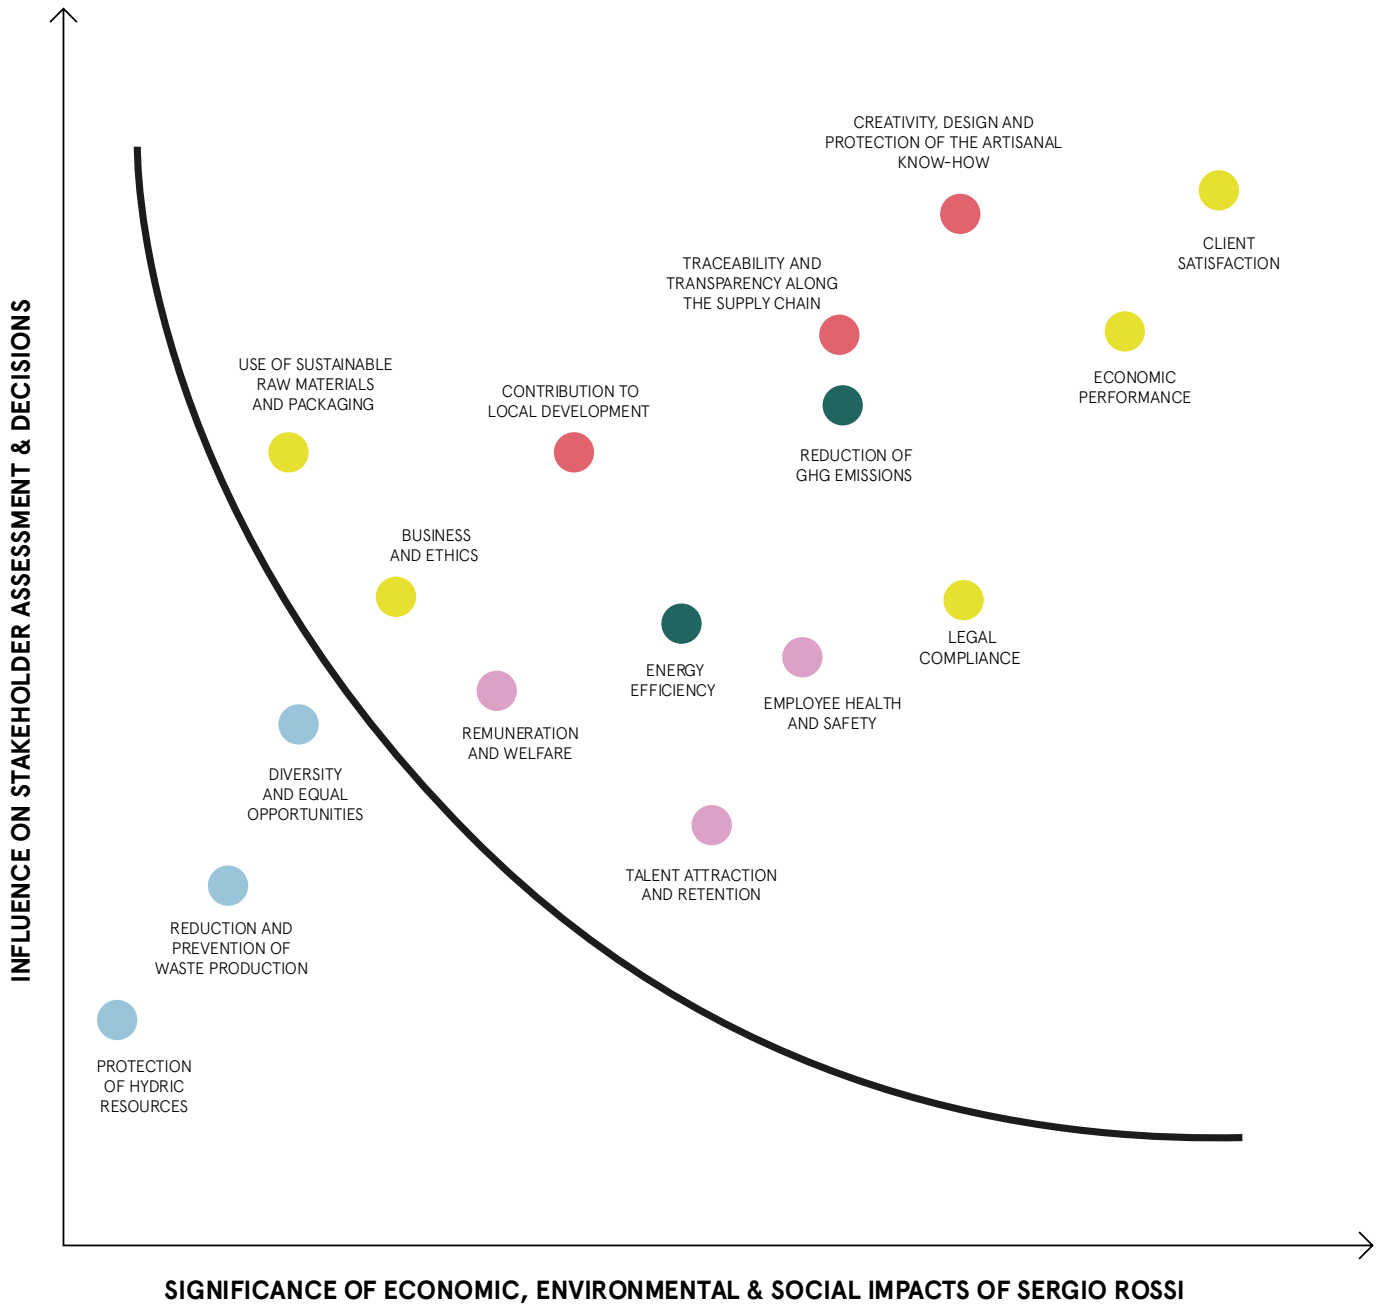 CREATIVITY, DESIGN AND
PROTECTION OF THE ARTISANAL
KNOW-HOW
CLIENT
SATISFACTION
TRACEABILITY AND
TRANSPARENCY ALONG
THE SUPPLY CHAIN
ECONOMIC
PERFORMANCE
USE OF SUSTAINABLE
RAW MATERIALS
AND PACKAGING
CONTRIBUTION TO
LOCAL DEVELOPMENT
REDUCTION OF
GHG EMISSIONS
BUSINESS
AND ETHICS
LEGAL
COMPLIANCE
ENERGY
EFFICIENCY
EMPLOYEE HEALTH
AND SAFETY
REMUNERATION
AND WELFARE
DIVERSITY
AND EQUAL
OPPORTUNITIES
TALENT ATTRACTION
AND RETENTION
REDUCTION AND
PREVENTION OF
WASTE PRODUCTION
PROTECTION
OF HYDRIC
RESOURCES
INFLUENCE ON STAKEHOLDER ASSESSMENT & DECISIONS
SIGNIFICANCE OF ECONOMIC, ENVIRONMENTAL & SOCIAL IMPACTS OF SERGIO ROSSI